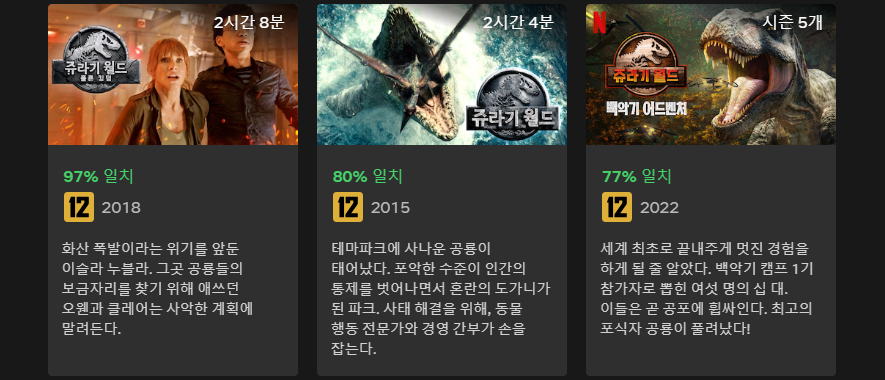 2시간 8분
쥬라기 월드
폴른 킹덤
97% 일치
12 2018
화산 폭발이라는 위기를 앞둔
이슬라 누블라. 그곳 공룡들의
보금자리를 찾기 위해 애쓰던
오웬과 클레어는 사악한 계획에
말려든다.
2시간 4분
쥬라기 월드
80% 일치
12 2015
테마파크에 사나운 공룡이
태어났다. 포악한 수준이 인간의
통제를 벗어나면서 혼란의 도가니가
된 파크. 사태 해결을 위해, 동물
행동 전문가와 경영 간부가 손을
잡는다.
N
시즌 5개
쥬라기 월드
백악기 어드벤처
77% 일치
12 2022
세계 최초로 끝내주게 멋진 경험을
하게 될 줄 알았다. 백악기 캠프 1기
참가자로 뽑힌 여섯 명의 십 대.
이들은 곧 공포에 휩싸인다. 최고의
포식자 공룡이 풀려났다!